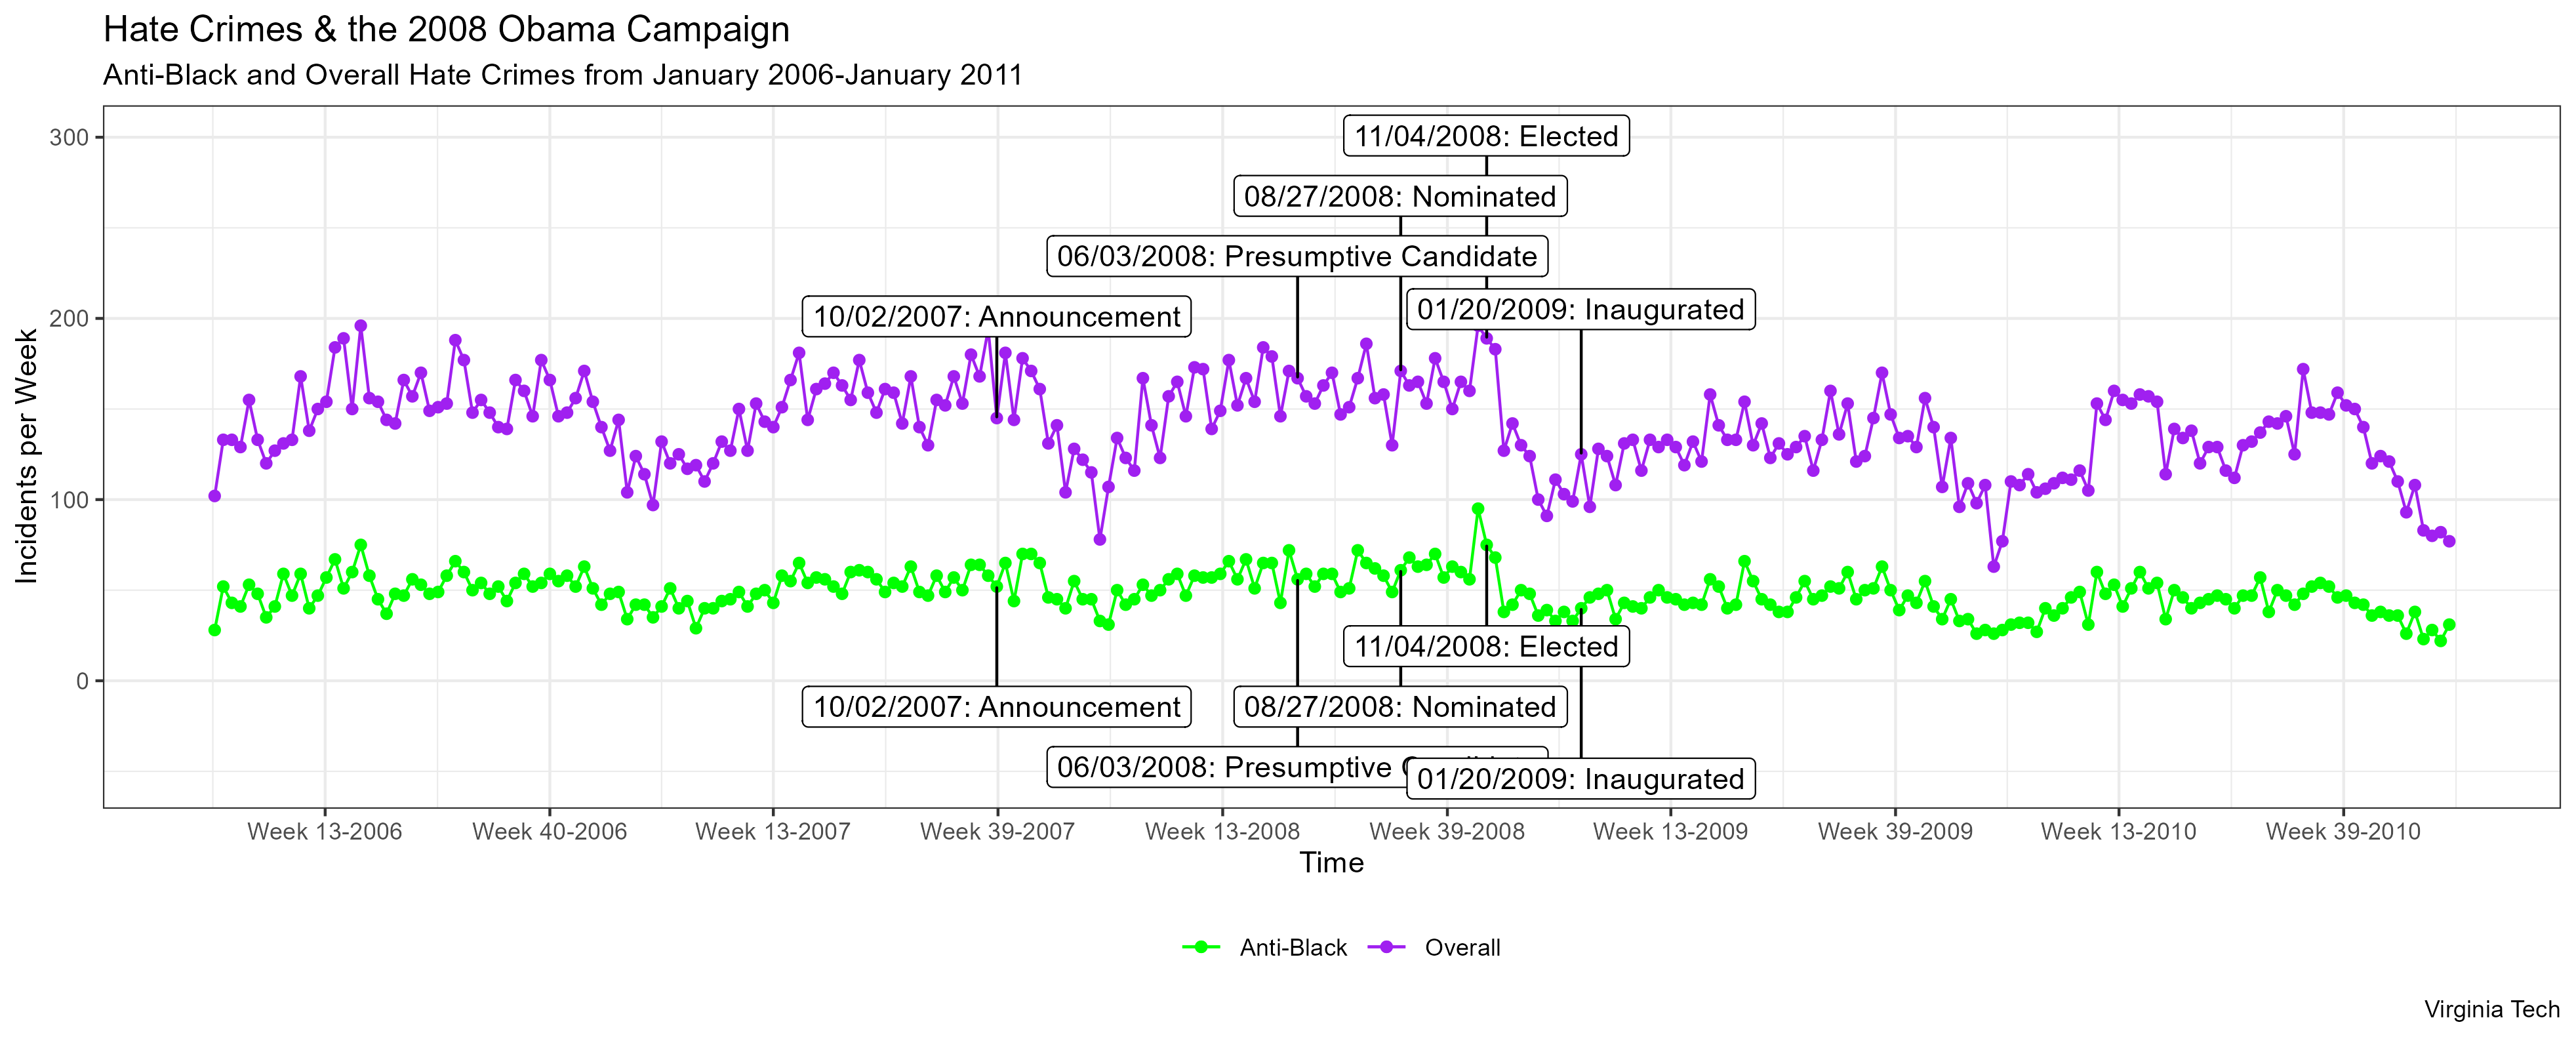 Hate Crimes & the 2008 Obama Campaign
Anti-Black and Overall Hate Crimes from January 2006-January 2011
Incidents per Week
300
200
100
0
11/04/2008: Elected
08/27/2008: Nominated
06/03/2008: Presumptive Candidate
10/02/2007: Announcement
01/20/2009: Inaugurated
11/04/2008: Elected
10/02/2007: Announcement
08/27/2008: Nominated
06/03/2008: Presumptive
01/20/2009: Inaugurated
Week 13-2006
Week 40-2006
Week 13-2007
Week 39-2007
Week 13-2008
Week 39-2008
Week 13-2009
Week 39-2009
Week 13-2010
Week 39-2010
Time
Anti-Black
Overall
Virginia Tech